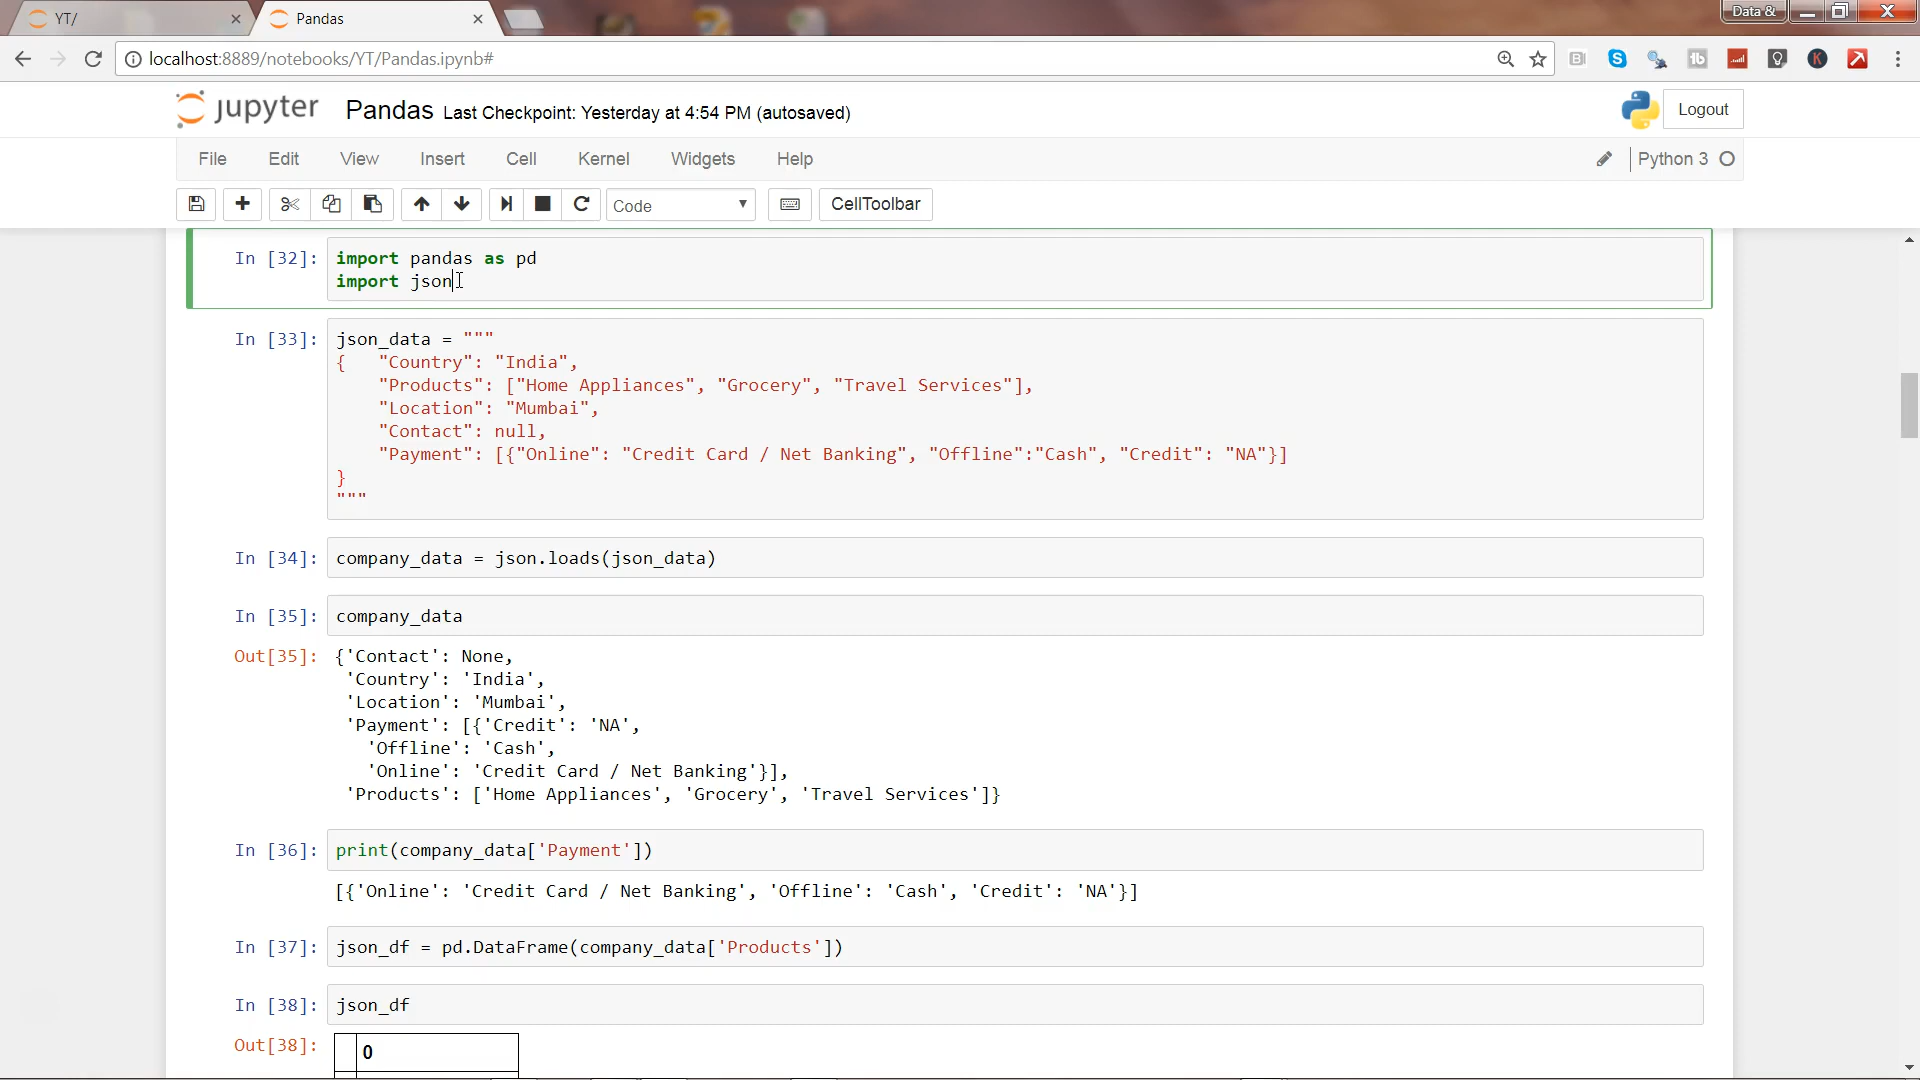 YT/
Pandas
Data &
localhost:8889/notebooks/YT/Pandas.ipynb#
jupyter Pandas Last Checkpoint: Yesterday at 4:54 PM (autosaved)
Logout
File Edit View Insert Cell Kernel Widgets Help
Python 3
Code
CellToolbar
In [32]: import pandas as pd
import json
In [33]: json_data = """
{   "Country": "India",
    "Products": ["Home Appliances", "Grocery", "Travel Services"],
    "Location": "Mumbai",
    "Contact": null,
    "Payment": [{"Online": "Credit Card / Net Banking", "Offline":"Cash", "Credit": "NA"}]
}
"""
In [34]: company_data = json.loads(json_data)
In [35]: company_data
Out[35]: {'Contact': None,
 'Country': 'India',
 'Location': 'Mumbai',
 'Payment': [{'Credit': 'NA',
   'Offline': 'Cash',
   'Online': 'Credit Card / Net Banking'}],
 'Products': ['Home Appliances', 'Grocery', 'Travel Services']}
In [36]: print(company_data['Payment'])
[{'Online': 'Credit Card / Net Banking', 'Offline': 'Cash', 'Credit': 'NA'}]
In [37]: json_df = pd.DataFrame(company_data['Products'])
In [38]: json_df
Out[38]:
0